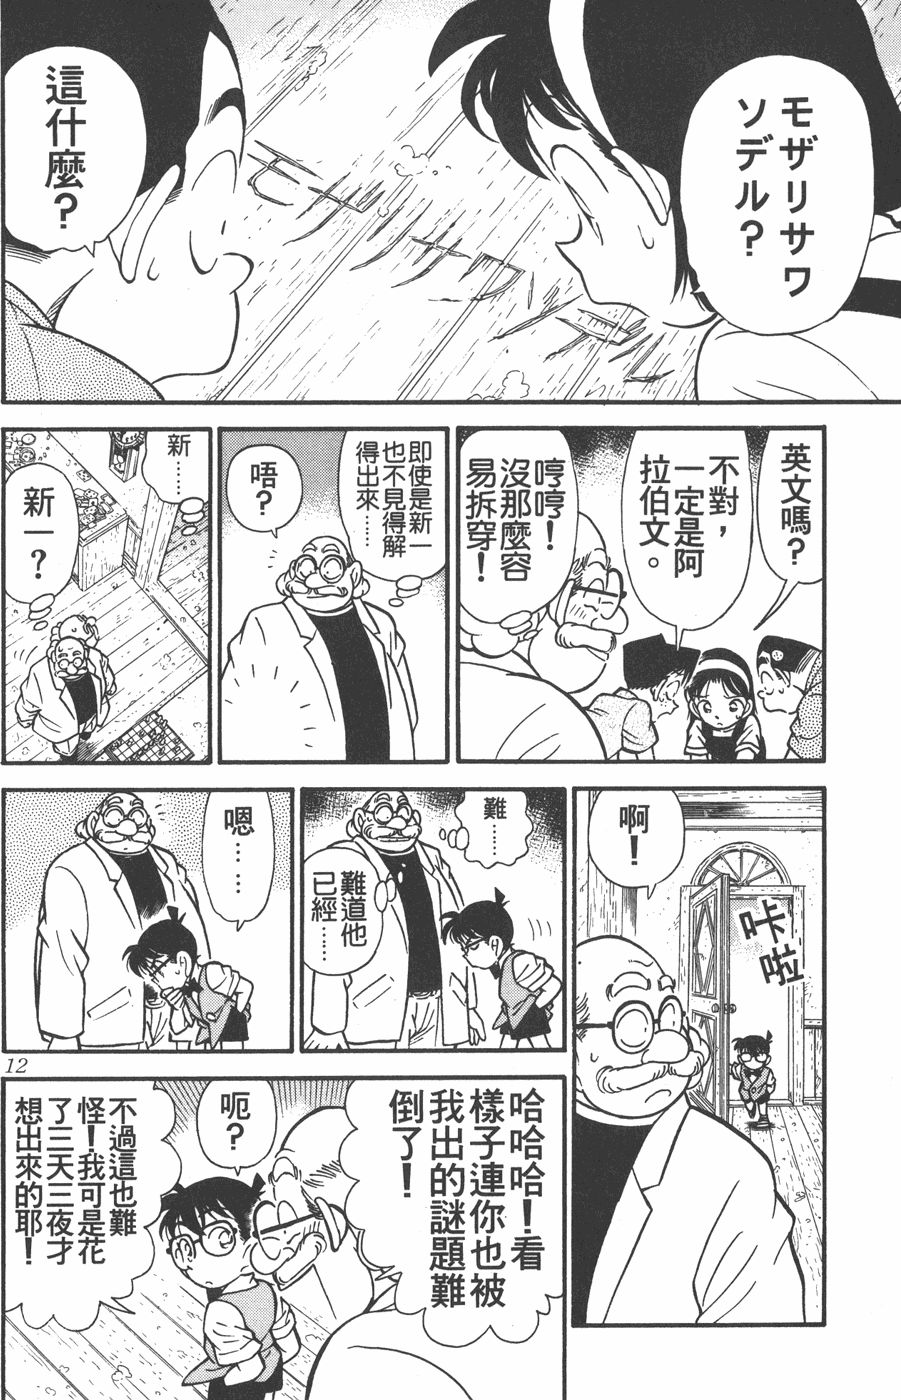 モザリサワ
ソデル？
モサリサワソデル
這什麼？
英文嗎？
不對，
一定是阿
拉伯文。
哼哼！
沒那麼容
易拆穿！
即使是新一
也不見得解
得出來……
唔？
新……
新一？
啊！
咔啦
難……
難道他
已經……
嗯……
12
哈哈哈！看
樣子連你也被
我出的謎題難
倒了！
呃？
不過這也難
怪！我可是花
了三天三夜才
想出來的耶！